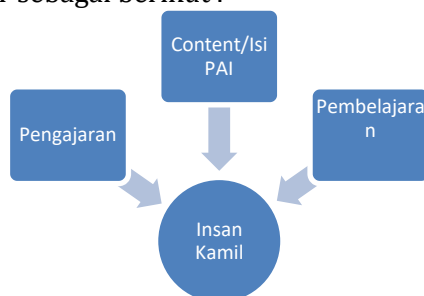 sebagai berikut :
Content/Isi
PAI
Pengajaran
Pembelajara
n
Insan
Kamil